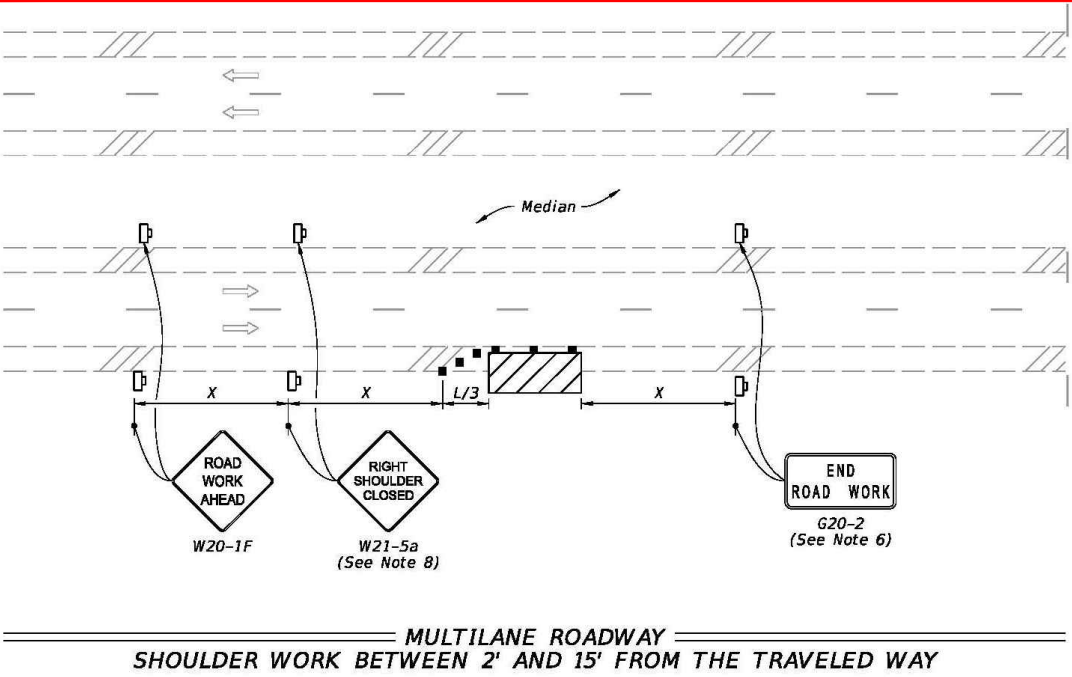 Median
X
X
L/3
X
ROAD
WORK
AHEAD
W20-1F
RIGHT
SHOULDER
CLOSED
W21-5a
(See Note 8)
END
ROAD WORK
G20-2
(See Note 6)
MULTILANE ROADWAY
SHOULDER WORK BETWEEN 2' AND 15' FROM THE TRAVELED WAY